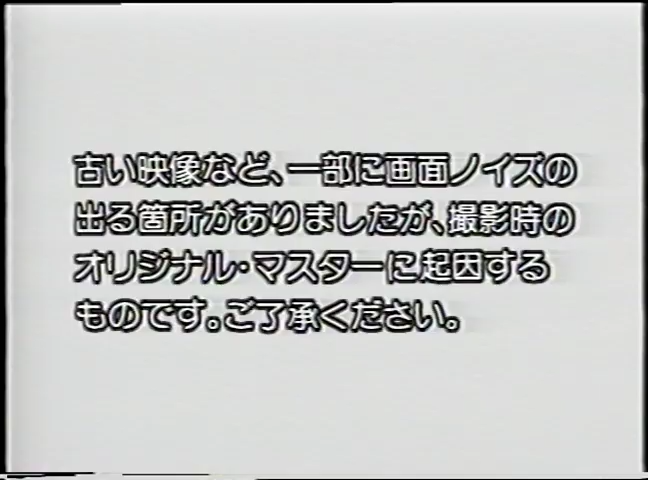 古い映像など、一部に画面ノイズの
出る箇所がありましたが、撮影時の
オリジナル・マスターに起因する
ものです。ご了承ください。